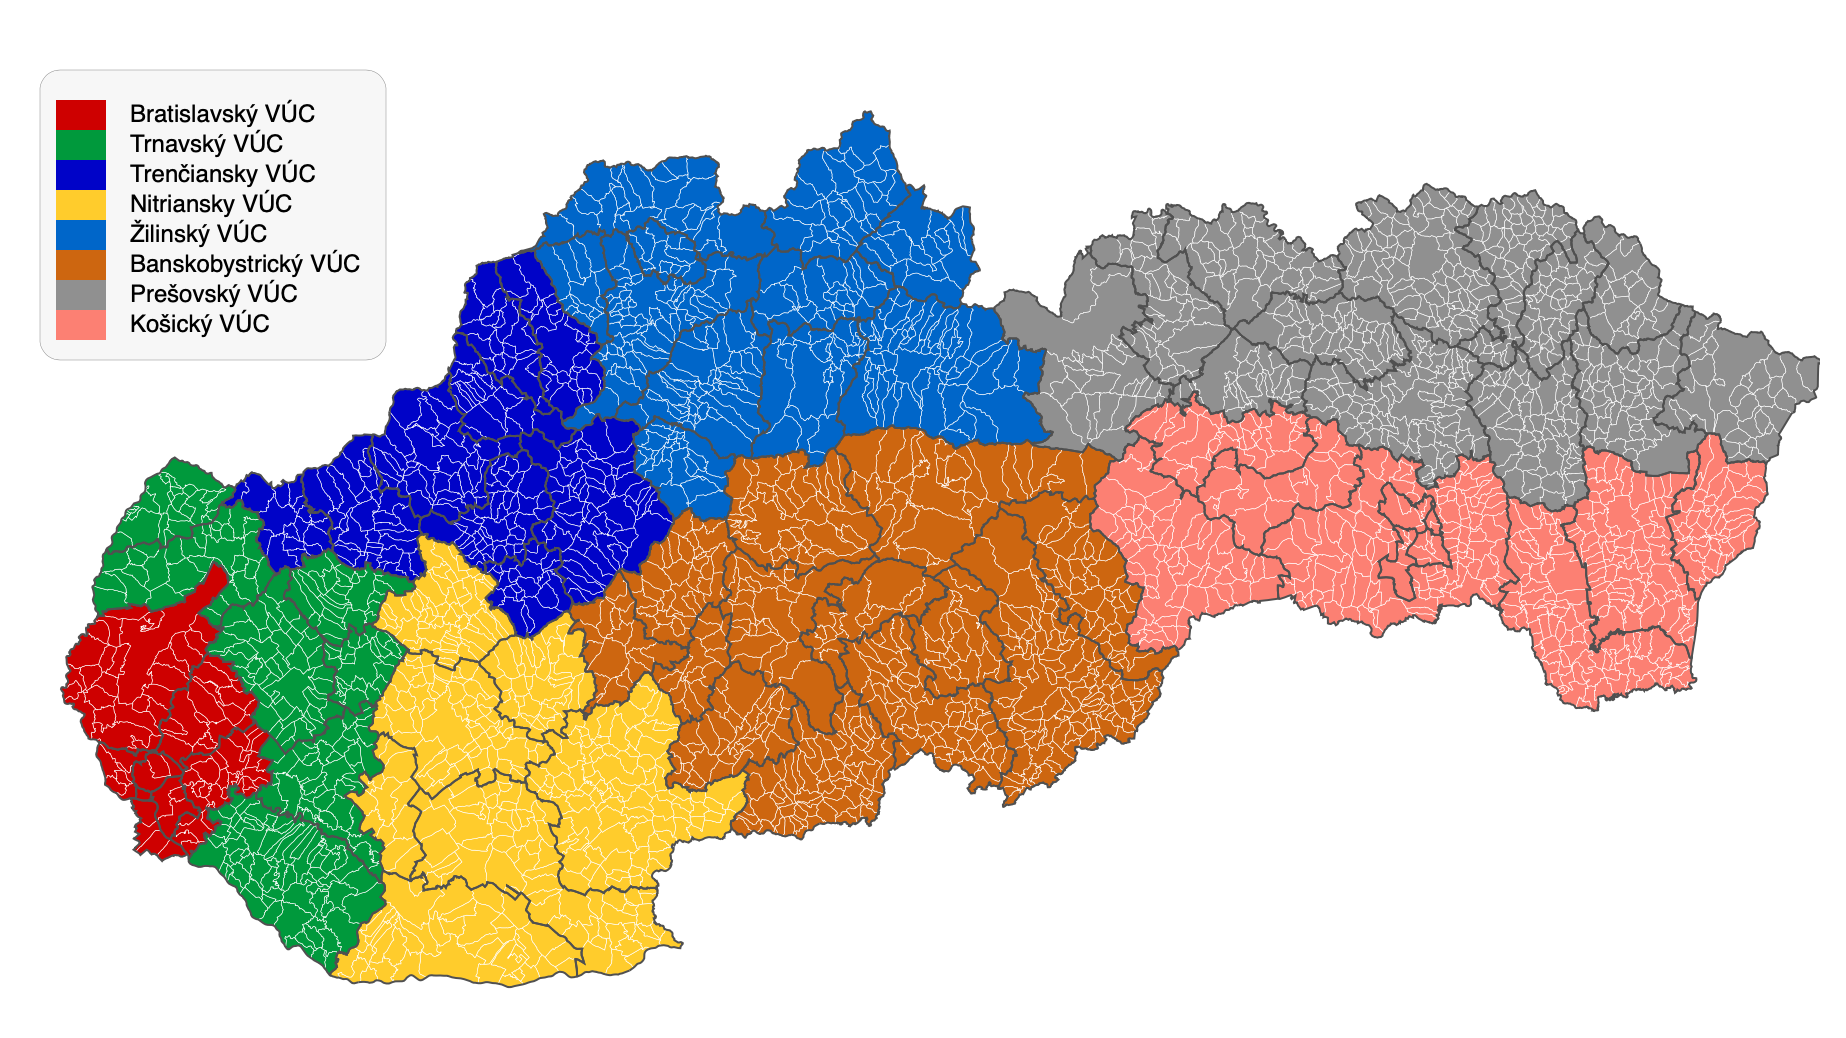 Bratislavský VÚC
Trnavský VÚC
Trenčiansky VÚC
Nitriansky VÚC
Žilinský VÚC
Banskobystrický VÚC
Prešovský VÚC
Košický VÚC